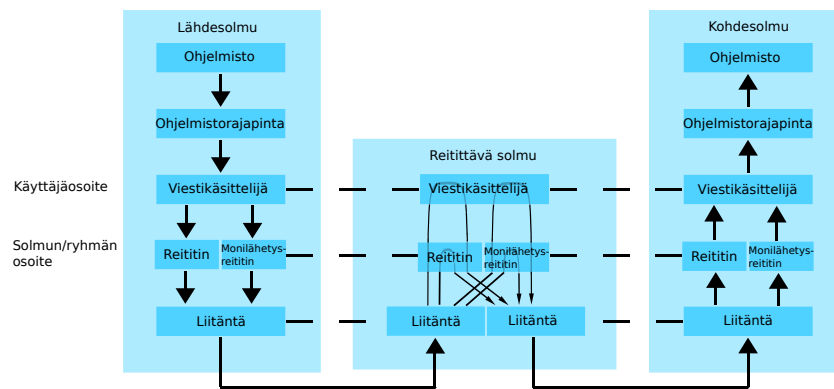 Lähdesolmu
Kohdesolmu
Ohjelmisto
Ohjelmisto
Ohjelmistorajapinta
Ohjelmistorajapinta
Reitittävä solmu
Käyttäjäosoite
Viestikäsittelijä
Viestikäsittelijä
Viestikäsittelijä
Solmun/ryhmän
osoite
Reititin
Monilähetys-
reititin
Reititin
Monilähetys-
reititin
Reititin
Monilähetys-
reititin
Liitäntä
Liitäntä
Liitäntä
Liitäntä